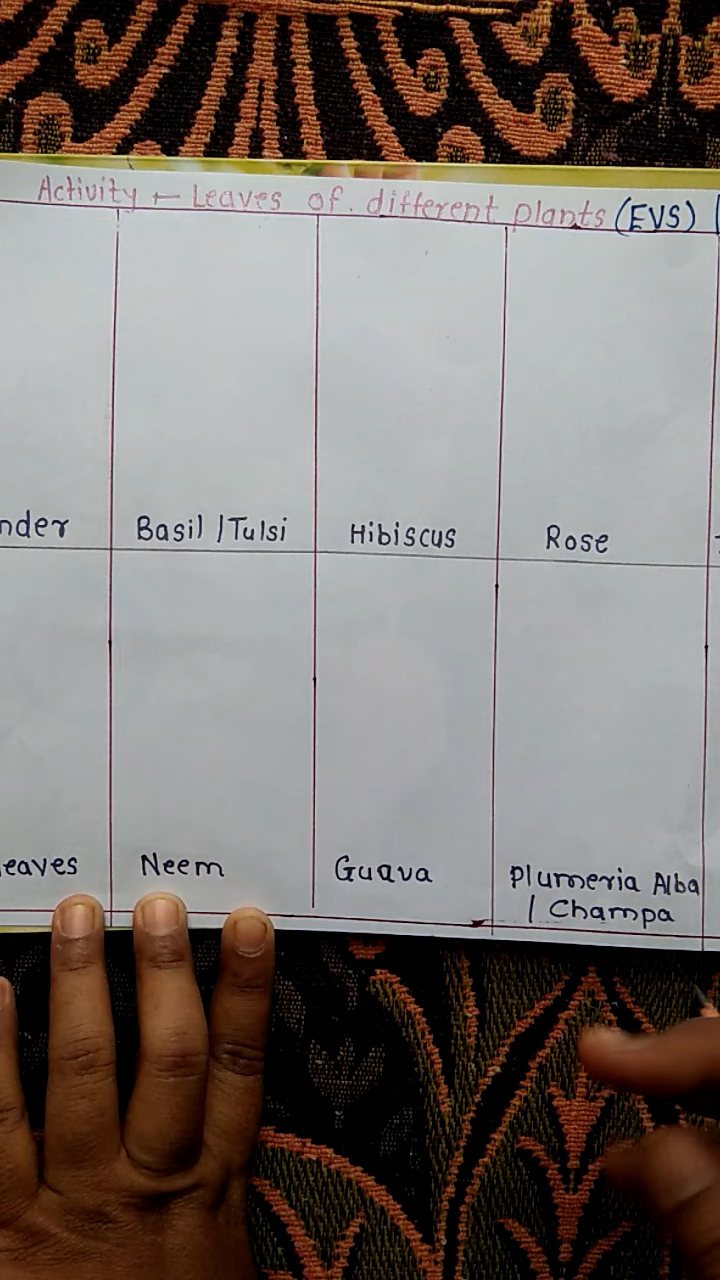 Activity - Leaves of different plants (EVS)
nder Basil / Tulsi Hibiscus Rose
eaves Neem Guava Plumeria Alba
/ Champa